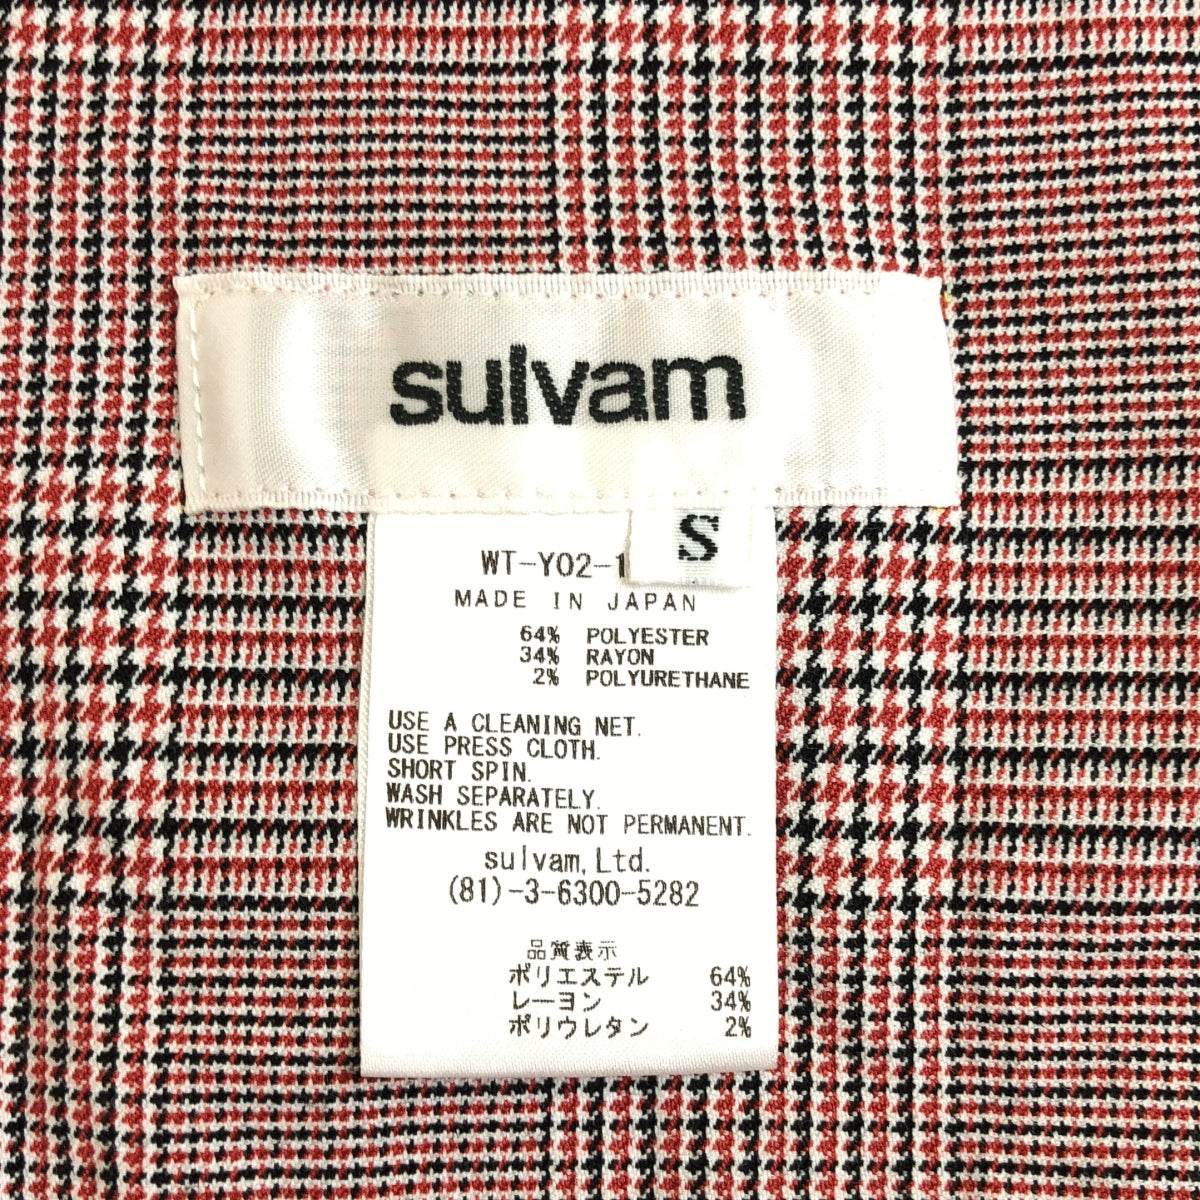 sulvam
S
WT-Y02-1
MADE IN JAPAN
64% POLYESTER
34% RAYON
2% POLYURETHANE
USE A CLEANING NET.
USE PRESS CLOTH.
SHORT SPIN.
WASH SEPARATELY.
WRINKLES ARE NOT PERMANENT.
sulvam, Ltd.
(81)-3-6300-5282
品質表示
ポリエステル 64%
レーヨン 34%
ポリウレタン 2%